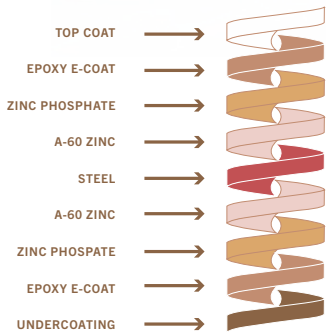 TOP COAT
EPOXY E-COAT
ZINC PHOSPHATE
A-60 ZINC
STEEL
A-60 ZINC
ZINC PHOSPATE
EPOXY E-COAT
UNDERCOATING